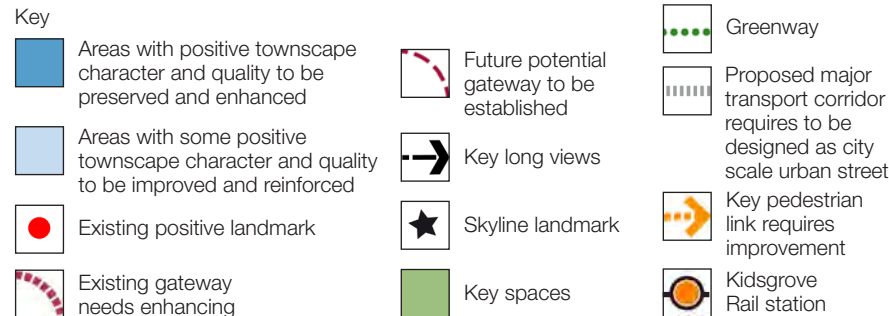 Key
Areas with positive townscape
character and quality to be
preserved and enhanced
Areas with some positive
townscape character and quality
to be improved and reinforced
Existing positive landmark
Existing gateway
needs enhancing
Future potential
gateway to be
established
Key long views
Skyline landmark
Key spaces
Greenway
Proposed major
transport corridor
requires to be
designed as city
scale urban street
Key pedestrian
link requires
improvement
Kidsgrove
Rail station